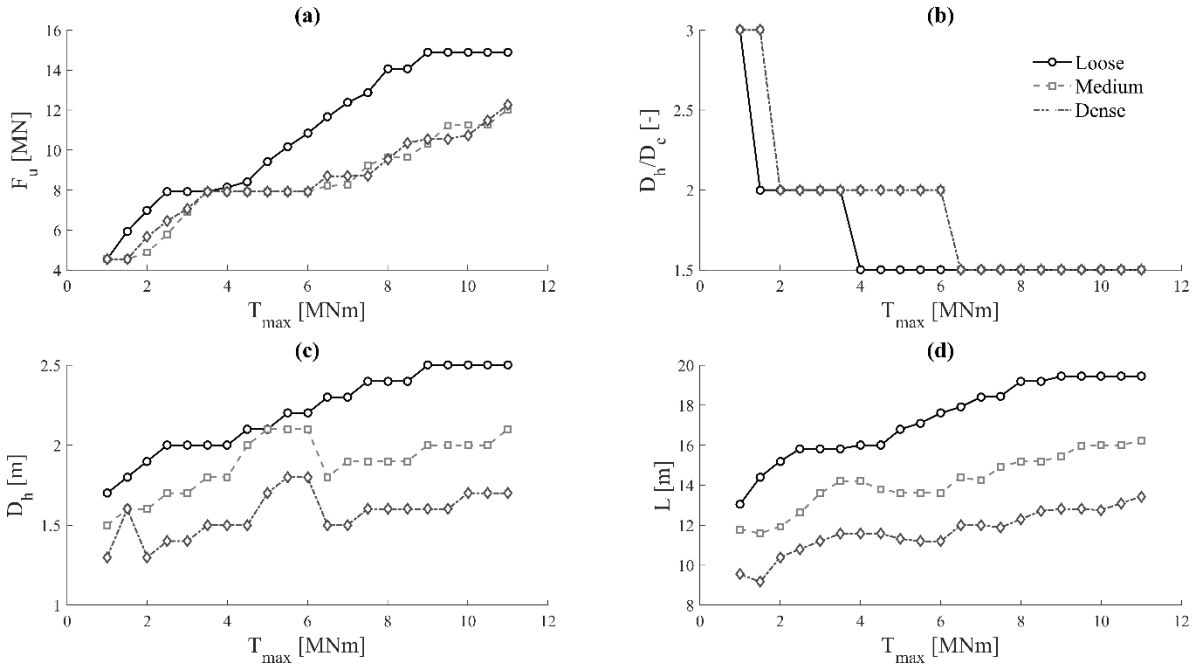 (a)
16
14
12
10
8
6
4
F_u [MN]
0 2 4 6 8 10 12
T_max [MNm]
(b)
3
2.5
2
1.5
D_h/D_c [-]
Loose
Medium
Dense
0 2 4 6 8 10 12
T_max [MNm]
(c)
2.5
2
1.5
1
D_h [m]
0 2 4 6 8 10 12
T_max [MNm]
(d)
20
18
16
14
12
10
8
L [m]
0 2 4 6 8 10 12
T_max [MNm]